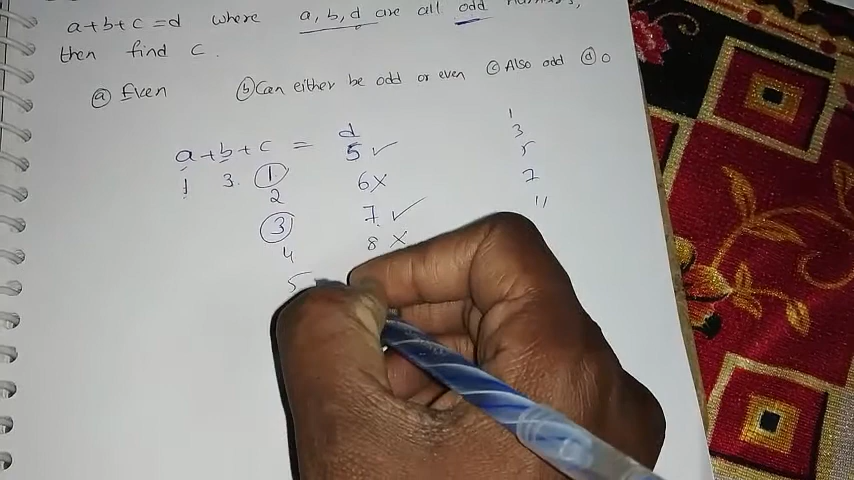 a+b+c=d where a, b, d are all odd
then find c.
ⓐ Even ⓑ Can either be odd or even ⓒ Also odd ⓓ 0
a+b+c = d
1 3. 1 5 ✓
2 6 X
3 7 ✓
4 8 X
5
1
3
5
7
11